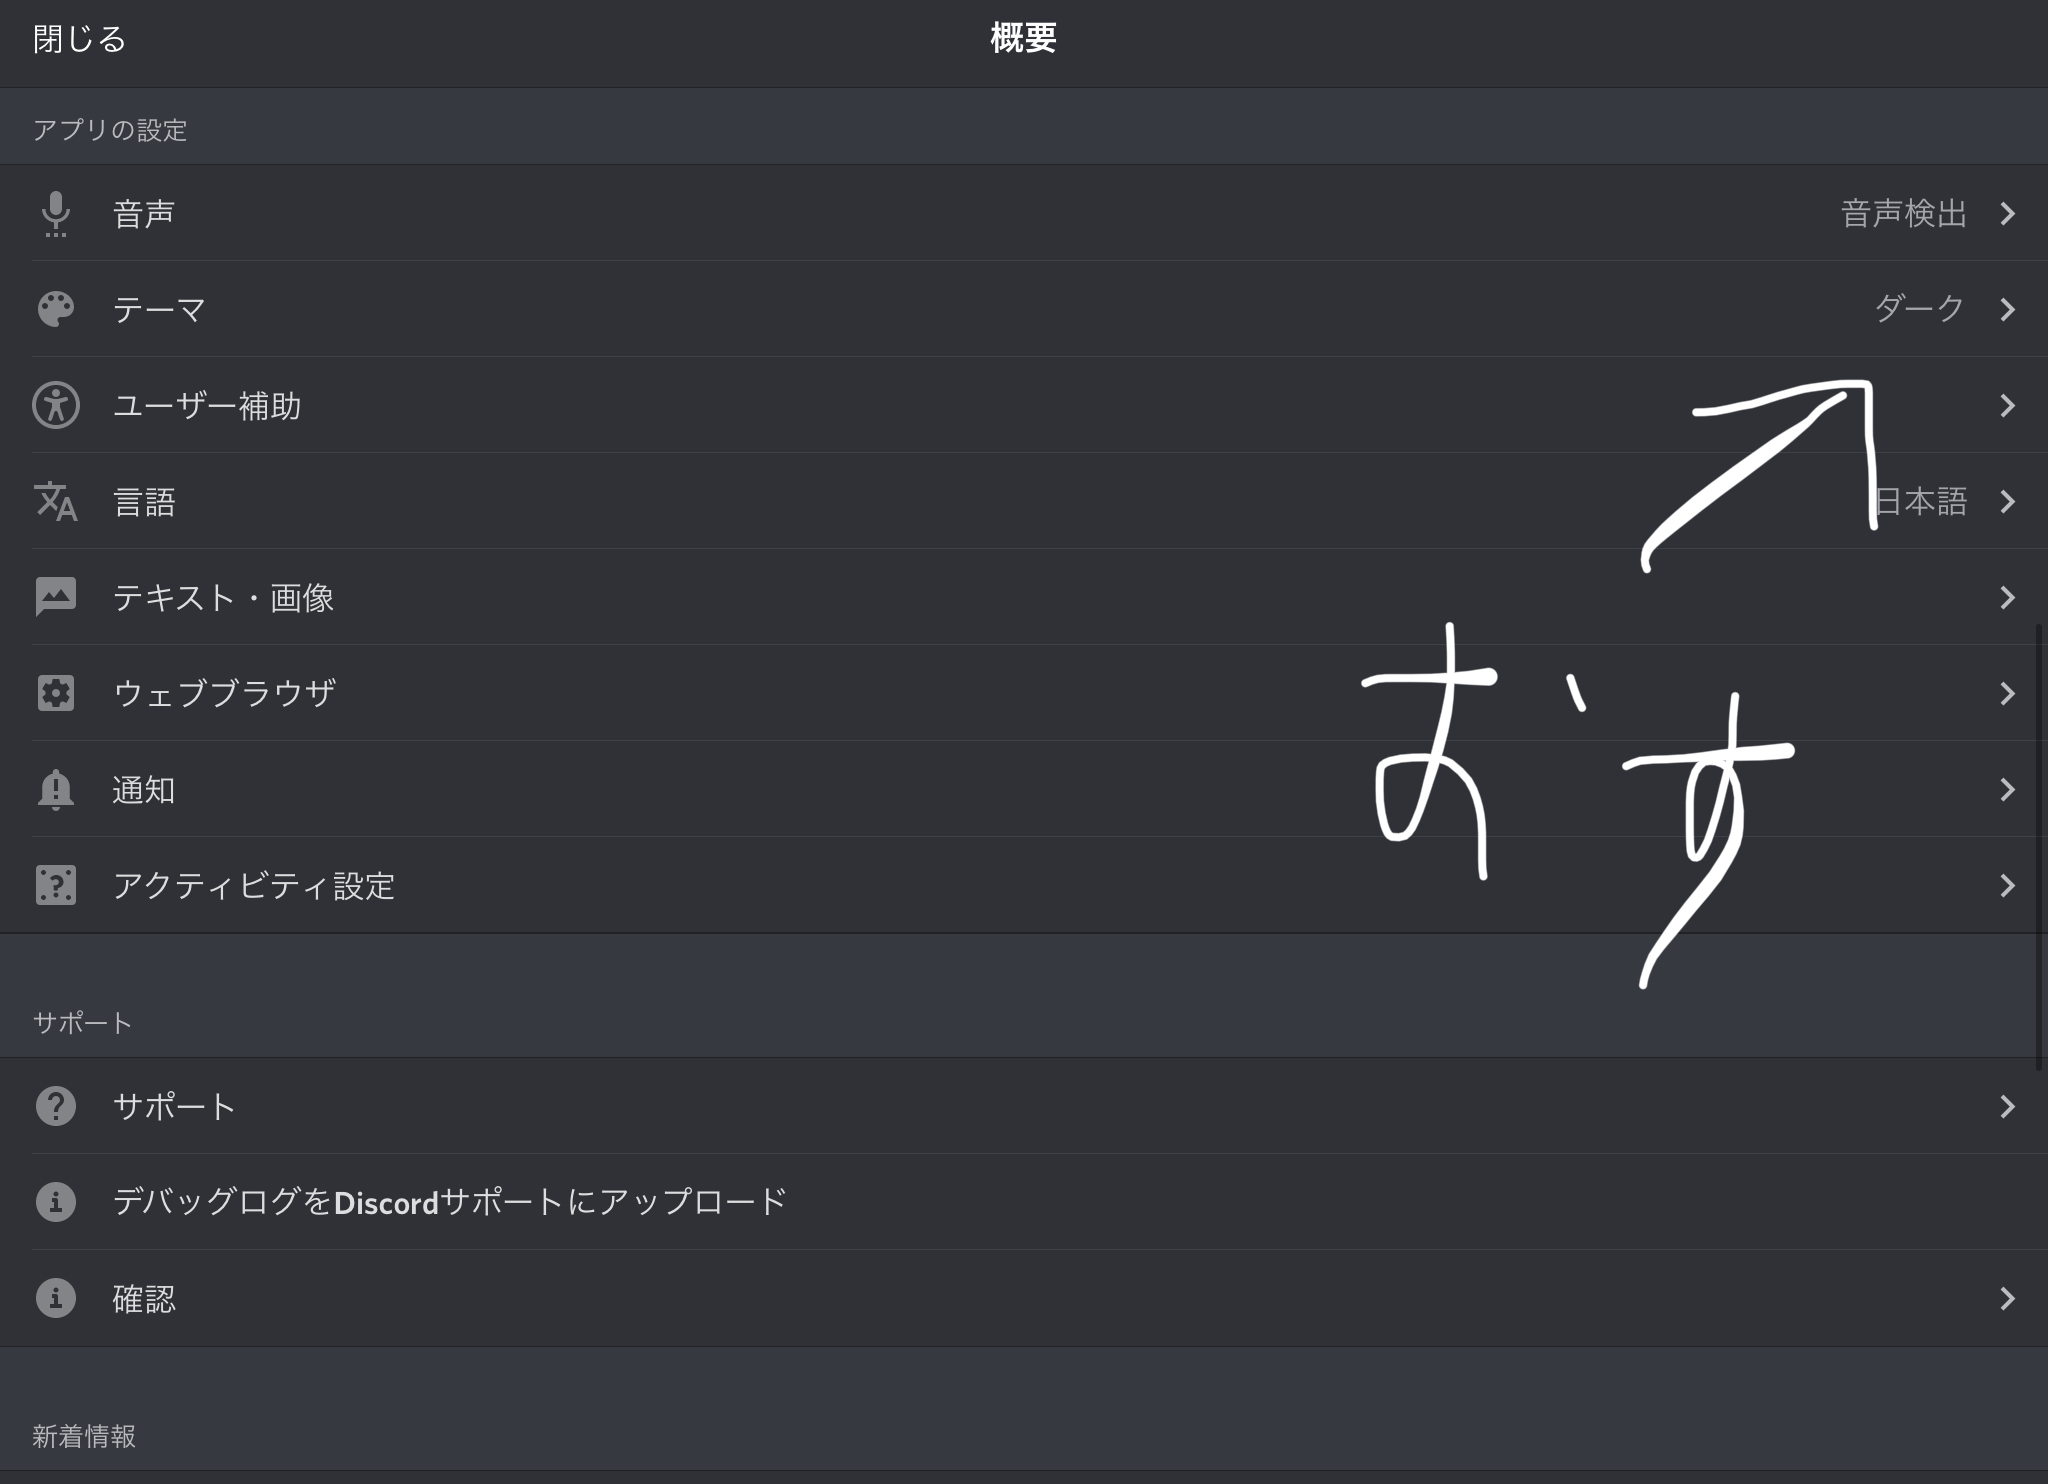 閉じる 概要
アプリの設定
音声 音声検出
テーマ ダーク
ユーザー補助
言語 日本語
テキスト・画像
ウェブブラウザ
通知
アクティビティ設定
おす
サポート
サポート
デバッグログをDiscordサポートにアップロード
確認
新着情報